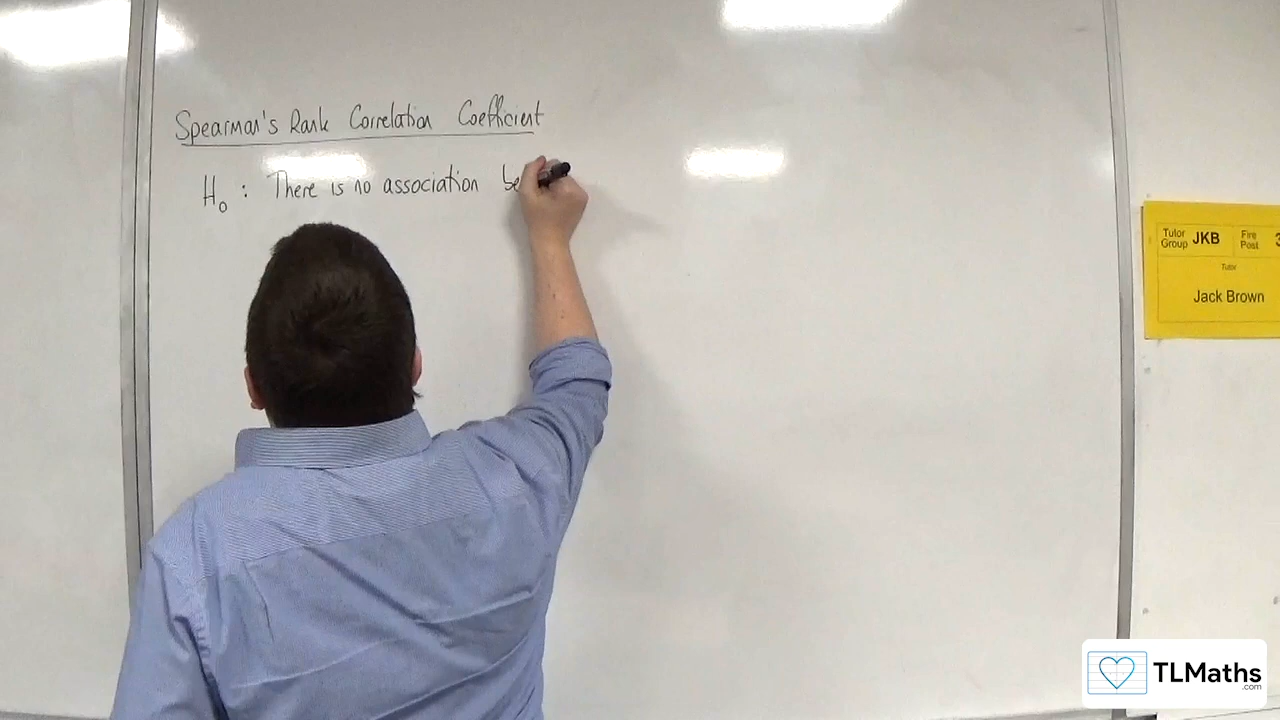 Spearman's Rank Correlation Coefficient
H₀ : There is no association be
Tutor Group JKB Fire Post 3
Tutor
Jack Brown
TLMaths
.com